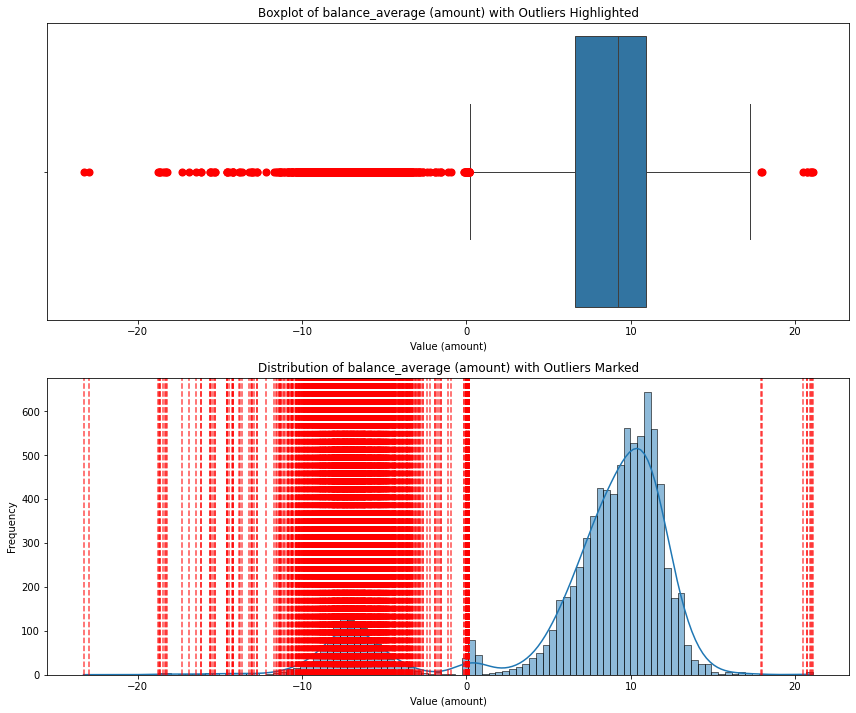 Boxplot of balance_average (amount) with Outliers Highlighted
−20 −10 0 10 20
Value (amount)
Distribution of balance_average (amount) with Outliers Marked
600
500
400
300
200
100
0
Frequency
−20 −10 0 10 20
Value (amount)